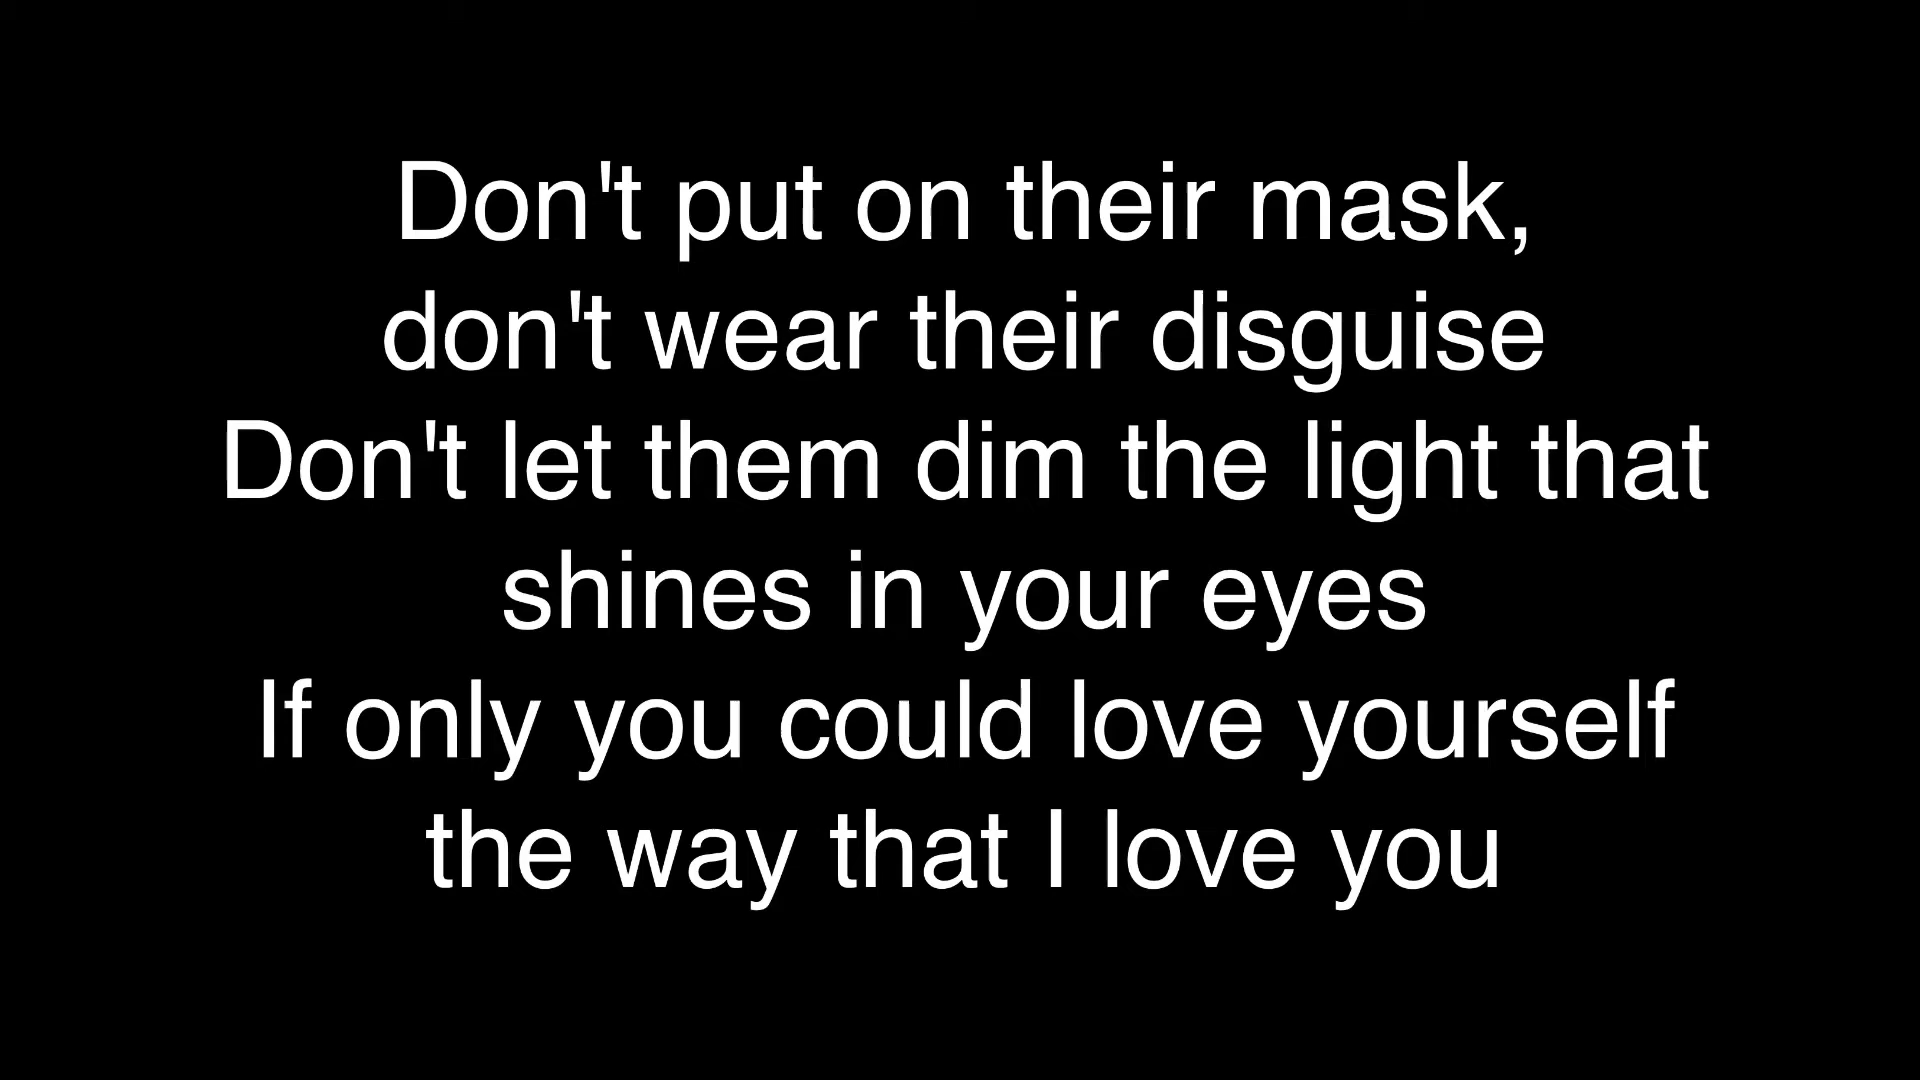 Don't put on their mask,
don't wear their disguise
Don't let them dim the light that
shines in your eyes
If only you could love yourself
the way that I love you